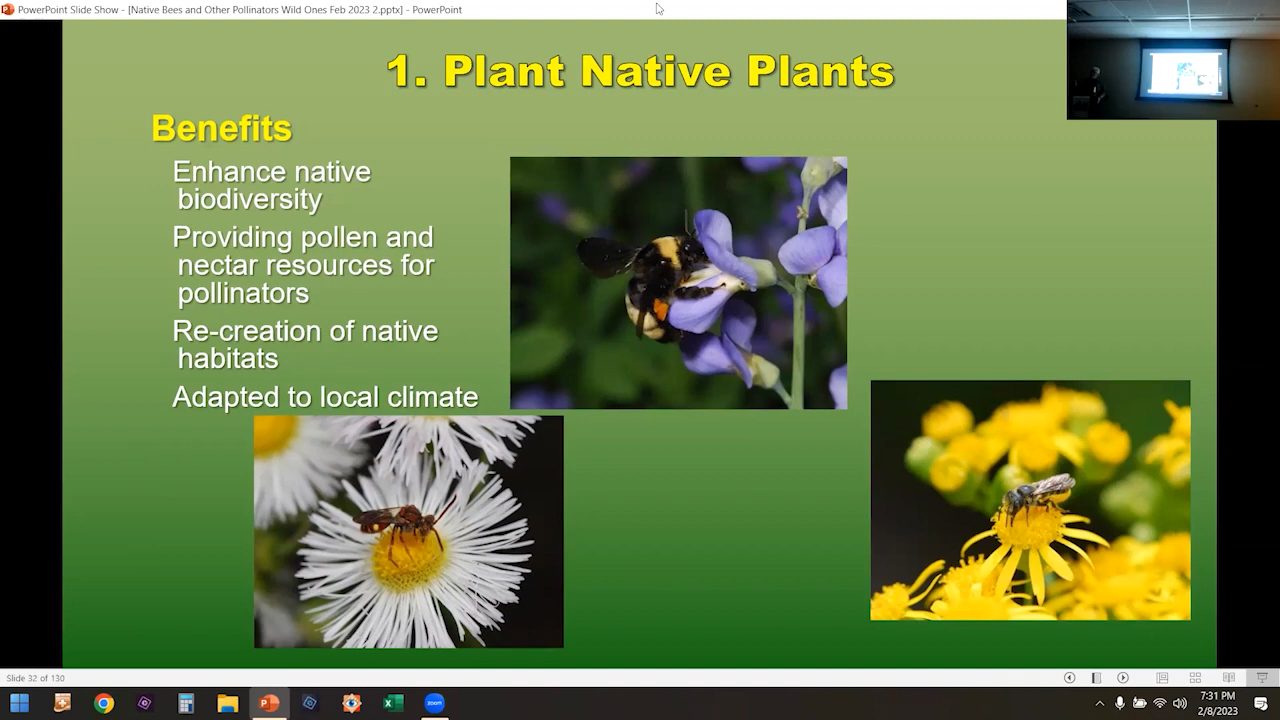 PowerPoint Slide Show - [Native Bees and Other Pollinators Wild Ones Feb 2023 2.pptx] - PowerPoint
1. Plant Native Plants
Benefits
Enhance native
biodiversity
Providing pollen and
nectar resources for
pollinators
Re-creation of native
habitats
Adapted to local climate
Slide 32 of 130
zoom
7:31 PM
2/8/2023